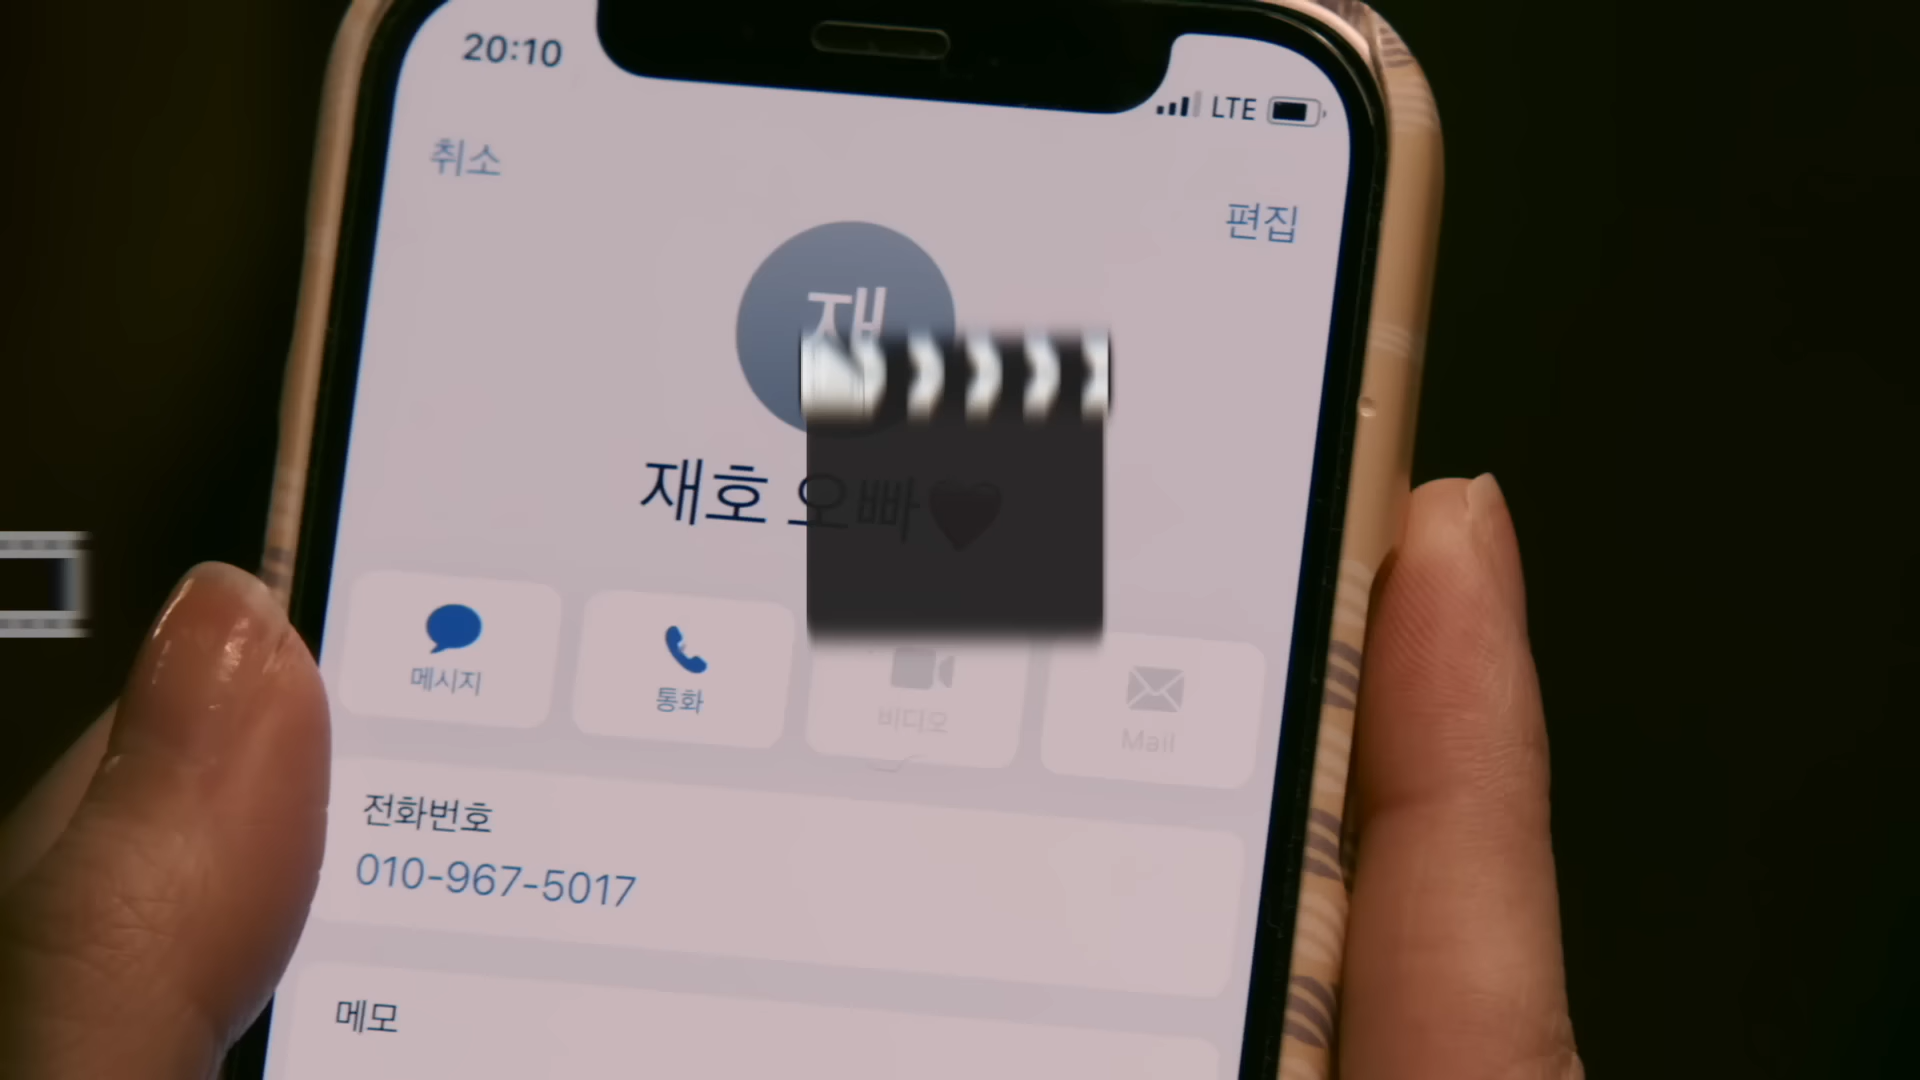 20:10
LTE
취소
편집
재
재호 오빠
메시지
통화
비디오
Mail
전화번호
010-967-5017
메모